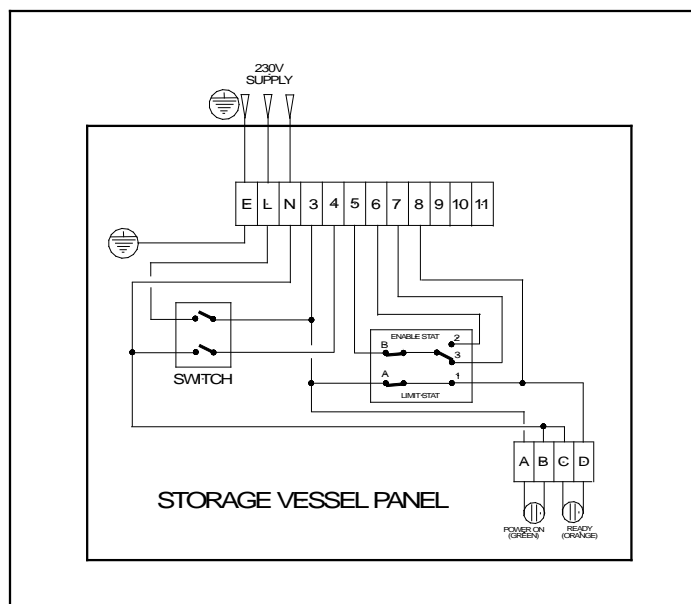 230V
SUPPLY
E L N 3 4 5 6 7 8 9 10 11
ENABLE STAT
2
B
3
A
1
LIMIT-STAT
SWITCH
A B C D
STORAGE VESSEL PANEL
POWER ON
(GREEN)
READY
(ORANGE)